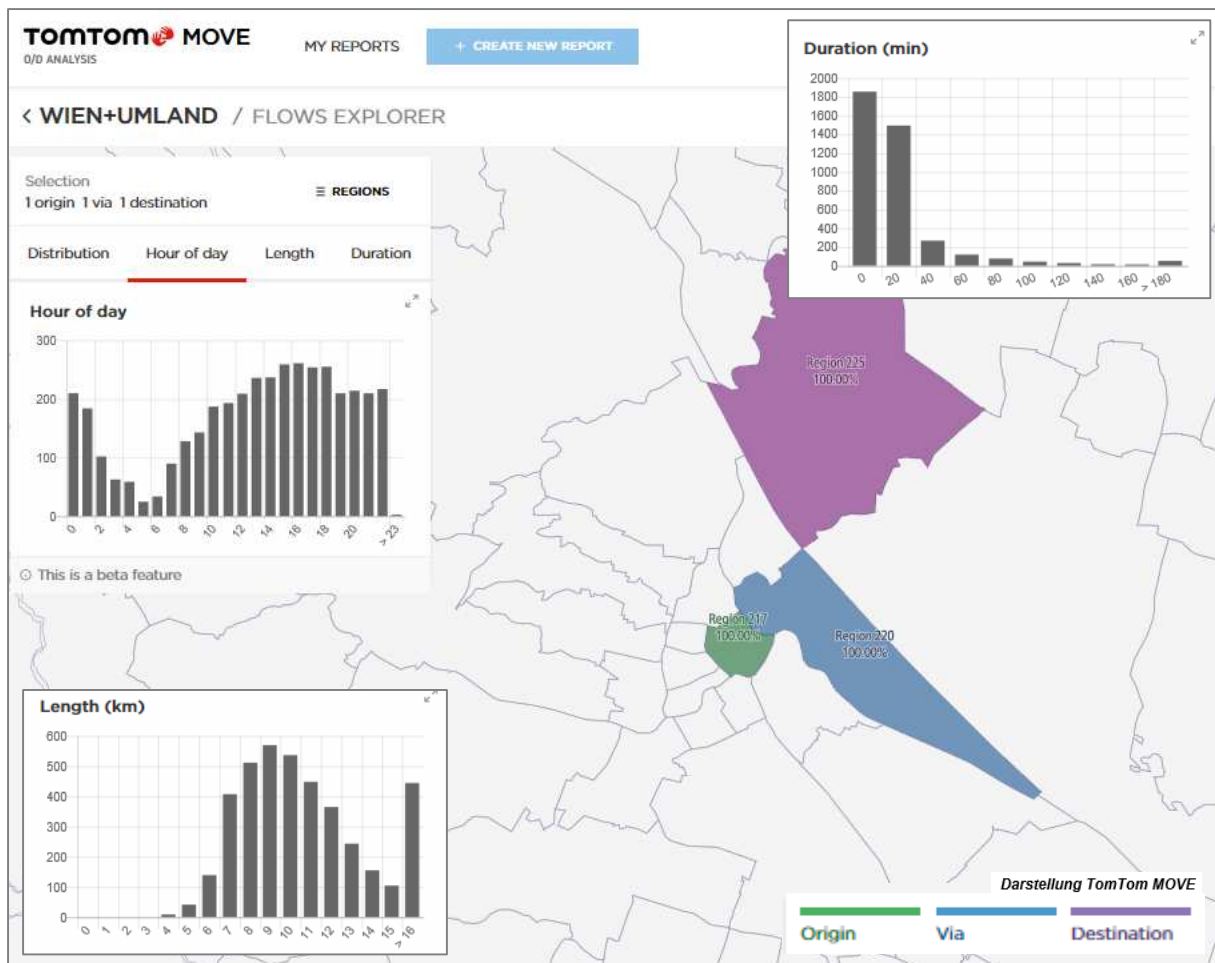 TOMTOM MOVE
O/D ANALYSIS
MY REPORTS
+ CREATE NEW REPORT
< WIEN+UMLAND / FLOWS EXPLORER
Selection
1 origin 1 via 1 destination
REGIONS
Distribution Hour of day Length Duration
Hour of day
300
200
100
0
0 2 4 6 8 10 12 14 16 18 20 > 23
This is a beta feature
Duration (min)
2000
1800
1600
1400
1200
1000
800
600
400
200
0
0 20 40 60 80 100 120 140 160 > 180
Region 225
100.00%
Region 217
100.00%
Region 220
100.00%
Length (km)
600
500
400
300
200
100
0
0 1 2 3 4 5 6 7 8 9 10 11 12 13 14 15 > 16
Darstellung TomTom MOVE
Origin Via Destination